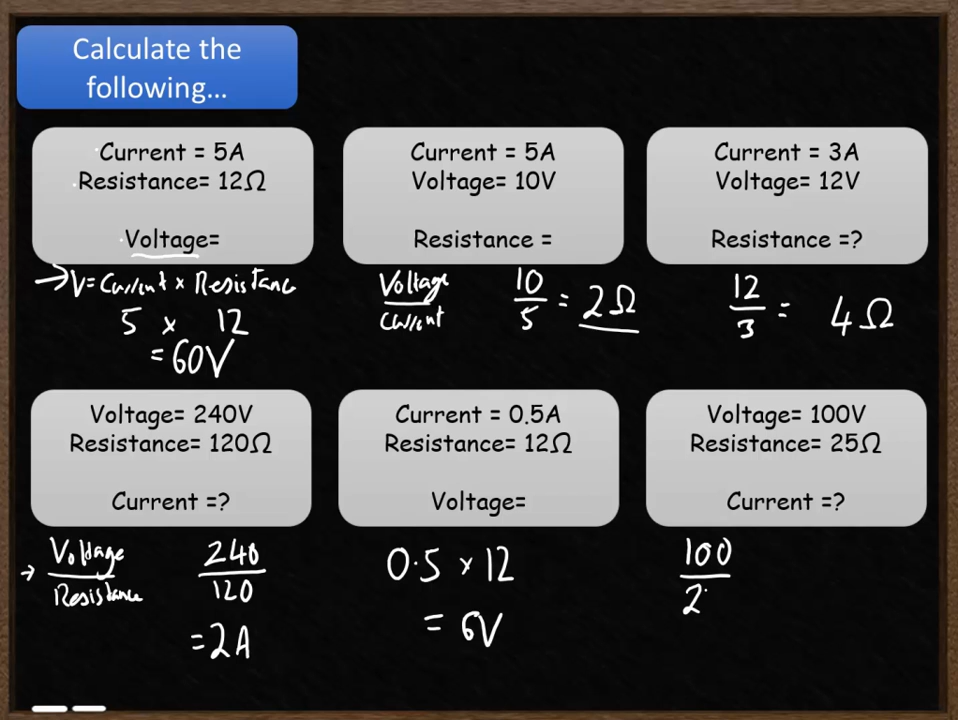 Calculate the
following...
Current = 5A
Resistance= 12Ω
Voltage=
V= Current x Resistance
5 x 12
= 60V
Current = 5A
Voltage= 10V
Resistance =
Voltage
Current
10
5
= 2Ω
Current = 3A
Voltage= 12V
Resistance =?
12
3
= 4Ω
Voltage= 240V
Resistance= 120Ω
Current =?
Voltage
Resistance
240
120
= 2A
Current = 0.5A
Resistance= 12Ω
Voltage=
0.5 x 12
= 6V
Voltage= 100V
Resistance= 25Ω
Current =?
100
2